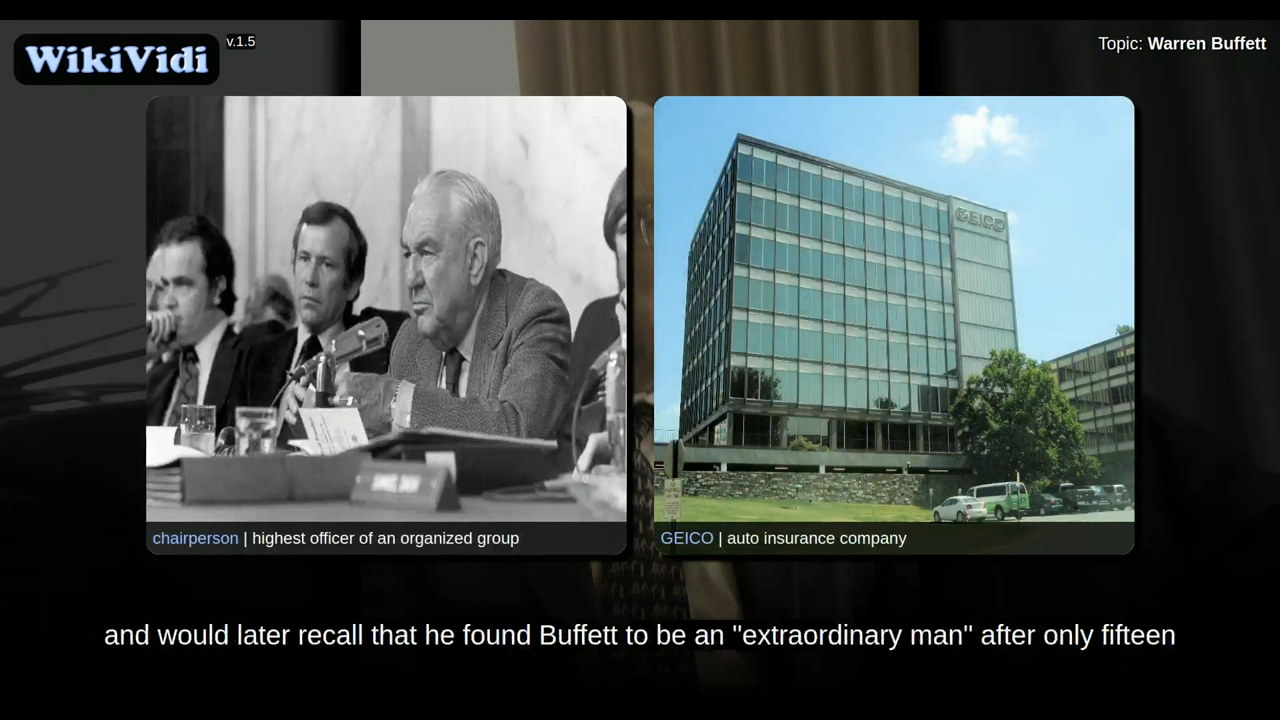 WikiVidi
v.1.5
Topic: Warren Buffett
GEICO
chairperson | highest officer of an organized group
GEICO | auto insurance company
and would later recall that he found Buffett to be an "extraordinary man" after only fifteen